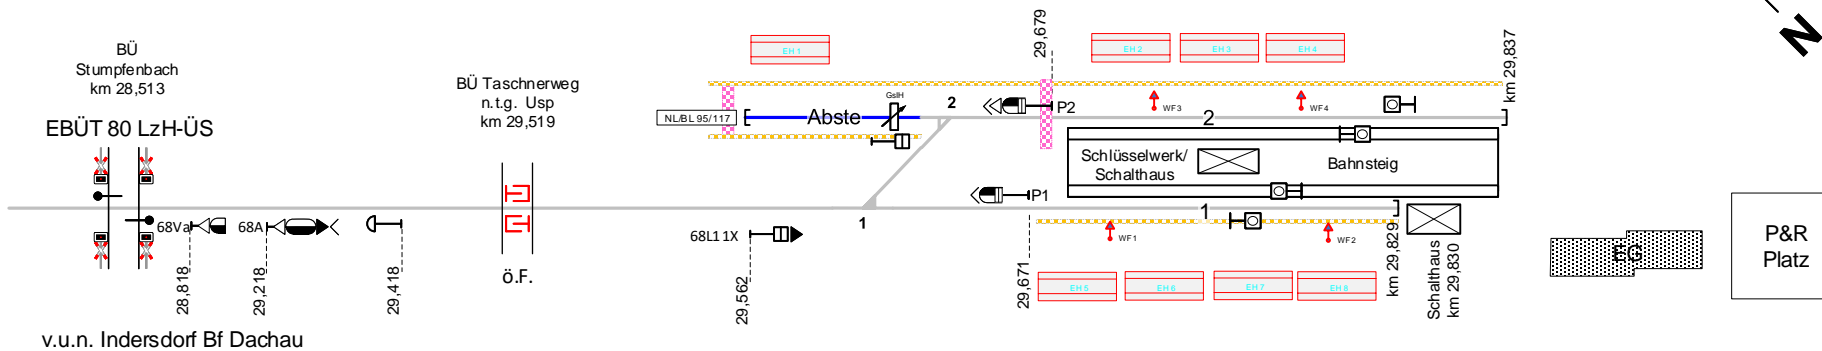 BÜ
Stumpfenbach
km 28,513
EBÜT 80 LzH-ÜS
BÜ Taschnerweg
n.t.g. Usp
km 29,519
ö.F.
68Va
68A
28,818
29,218
29,418
v.u.n. Indersdorf Bf Dachau
EH 1
NL/BL 95/117
Abste
GslH
2
1
68L1 1X
29,562
29,679
P2
P1
29,671
EH 2
EH 3
EH 4
WF3
WF4
2
km 29,837
Schlüsselwerk/
Schalthaus
Bahnsteig
1
WF1
WF2
EH 5
EH 6
EH 7
EH 8
km 29,829
Schalthaus
km 29,830
EG
P&R
Platz
N